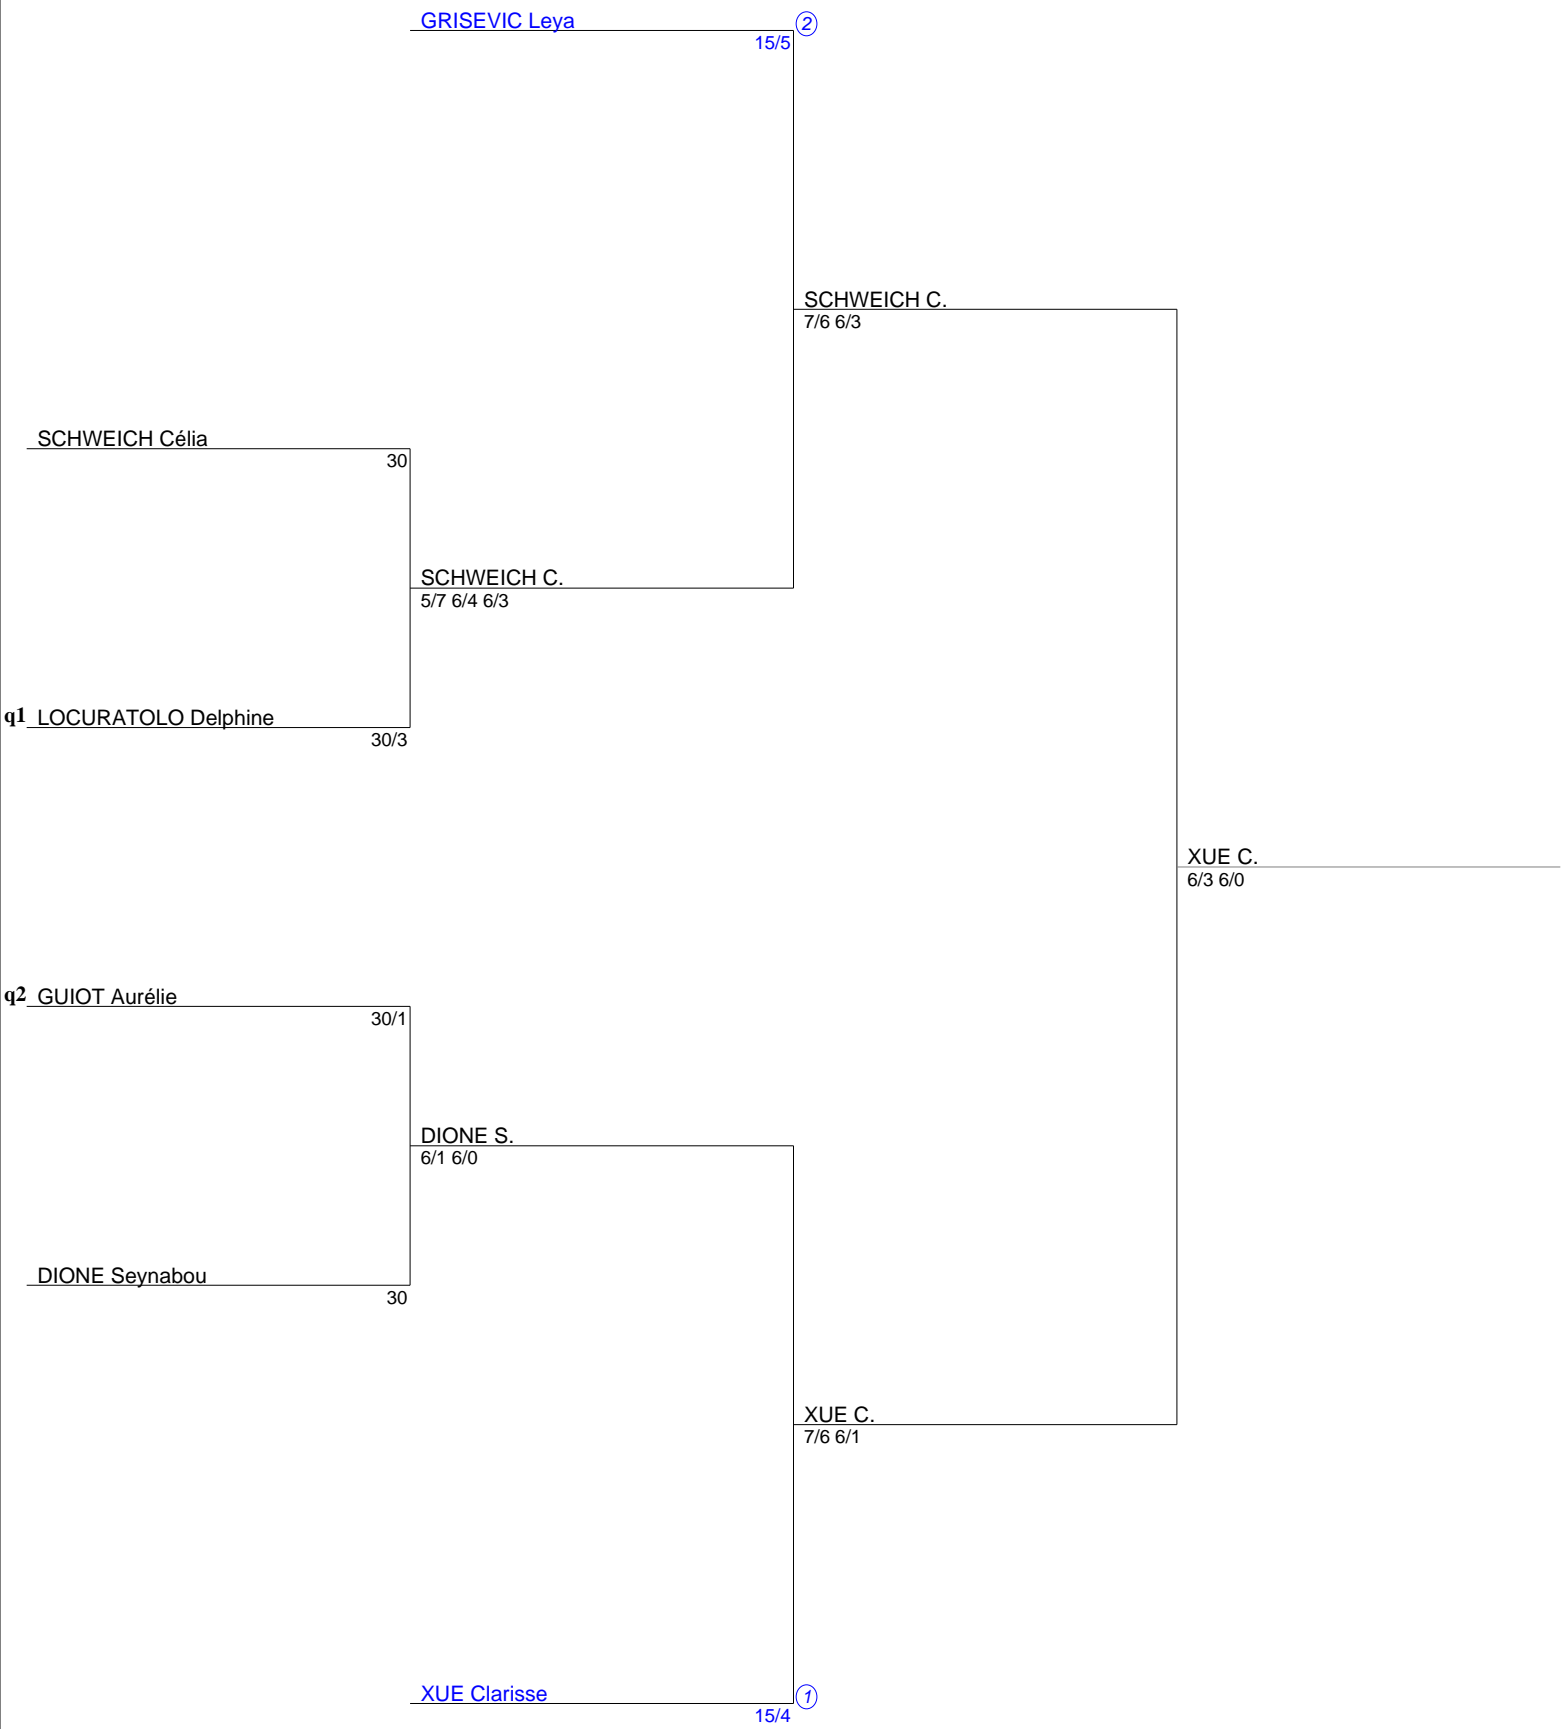 GRISEVIC Leya
2
15/5
SCHWEICH C.
7/6 6/3
SCHWEICH Célia
30
SCHWEICH C.
5/7 6/4 6/3
q1 LOCURATOLO Delphine
30/3
XUE C.
6/3 6/0
q2 GUIOT Aurélie
30/1
DIONE S.
6/1 6/0
DIONE Seynabou
30
XUE C.
7/6 6/1
XUE Clarisse
1
15/4